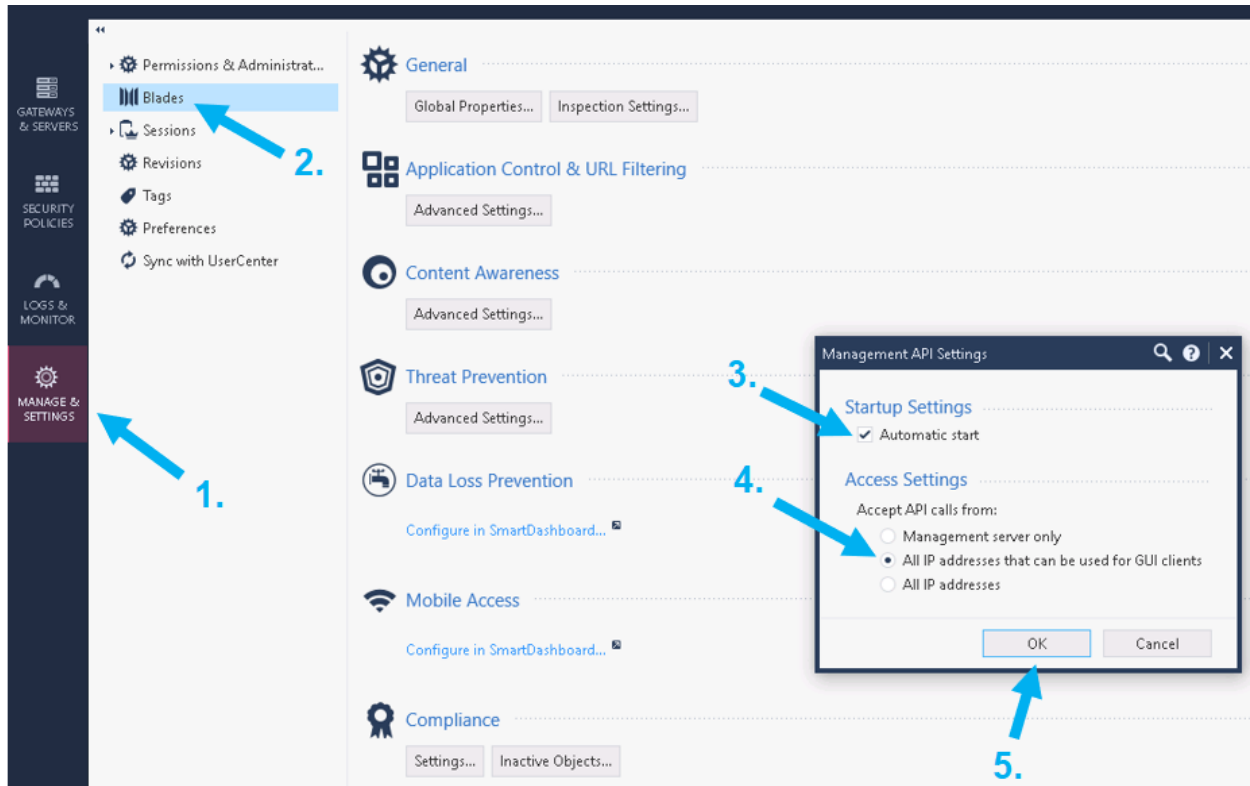 GATEWAYS
& SERVERS
SECURITY
POLICIES
LOGS &
MONITOR
MANAGE &
SETTINGS
1.
Permissions & Administrat...
Blades
Sessions
Revisions
Tags
Preferences
Sync with UserCenter
2.
General
Global Properties... Inspection Settings...
Application Control & URL Filtering
Advanced Settings...
Content Awareness
Advanced Settings...
Threat Prevention
Advanced Settings...
Data Loss Prevention
Configure in SmartDashboard...
Mobile Access
Configure in SmartDashboard...
Compliance
Settings... Inactive Objects...
Management API Settings
3.
Startup Settings
Automatic start
4.
Access Settings
Accept API calls from:
Management server only
All IP addresses that can be used for GUI clients
All IP addresses
OK Cancel
5.